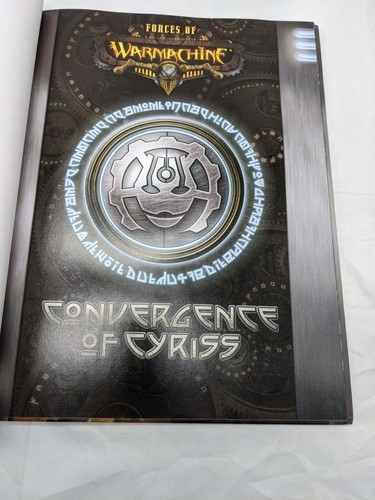 FORCES OF
WARMACHINE
CONVERGENCE
OF CYRISS